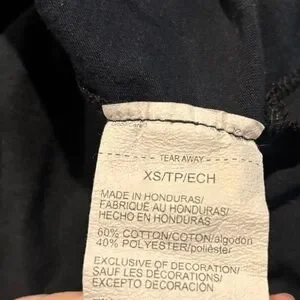 TEAR AWAY
XS/TP/ECH
MADE IN HONDURAS/
FABRIQUÉ AU HONDURAS/
HECHO EN HONDURAS
60% COTTON/COTON/algodón
40% POLYESTER/poliéster
EXCLUSIVE OF DECORATION/
SAUF LES DÉCORATIONS/
EXCEPTO DECORACIÓN